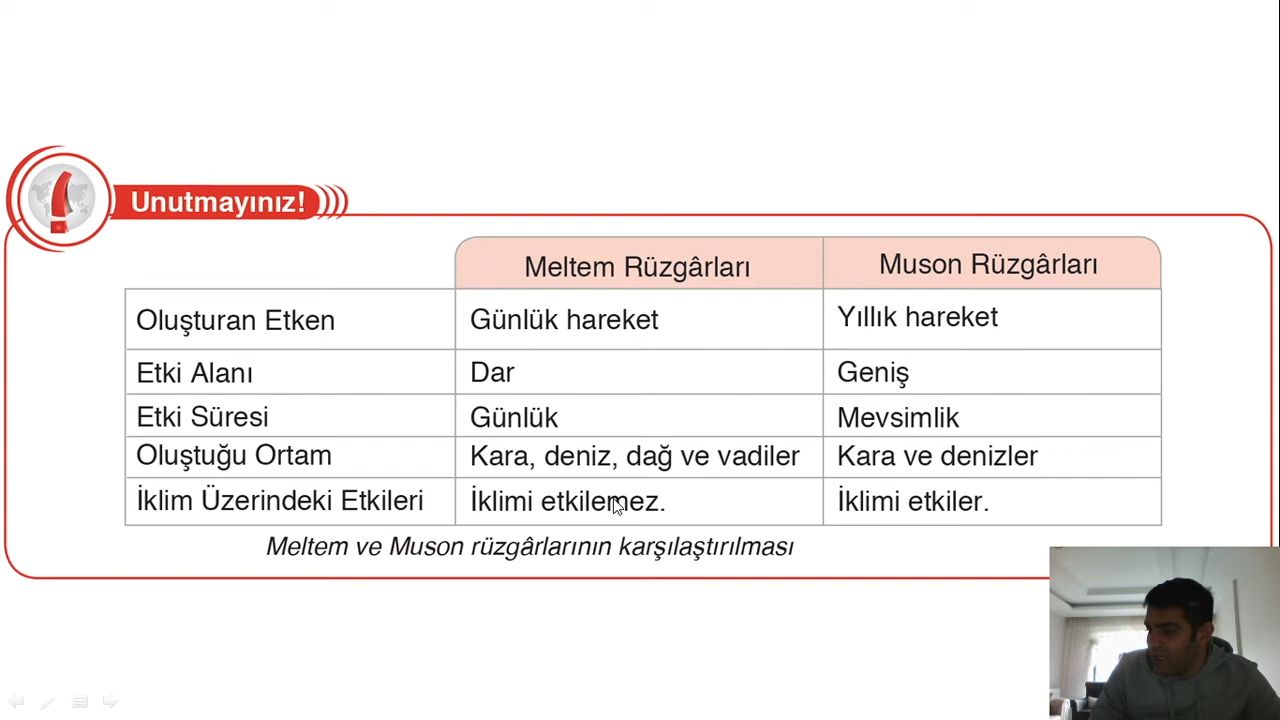 Unutmayınız!
Meltem Rüzgârları Muson Rüzgârları
Oluşturan Etken Günlük hareket Yıllık hareket
Etki Alanı Dar Geniş
Etki Süresi Günlük Mevsimlik
Oluştuğu Ortam Kara, deniz, dağ ve vadiler Kara ve denizler
İklim Üzerindeki Etkileri İklimi etkilemez. İklimi etkiler.
Meltem ve Muson rüzgârlarının karşılaştırılması